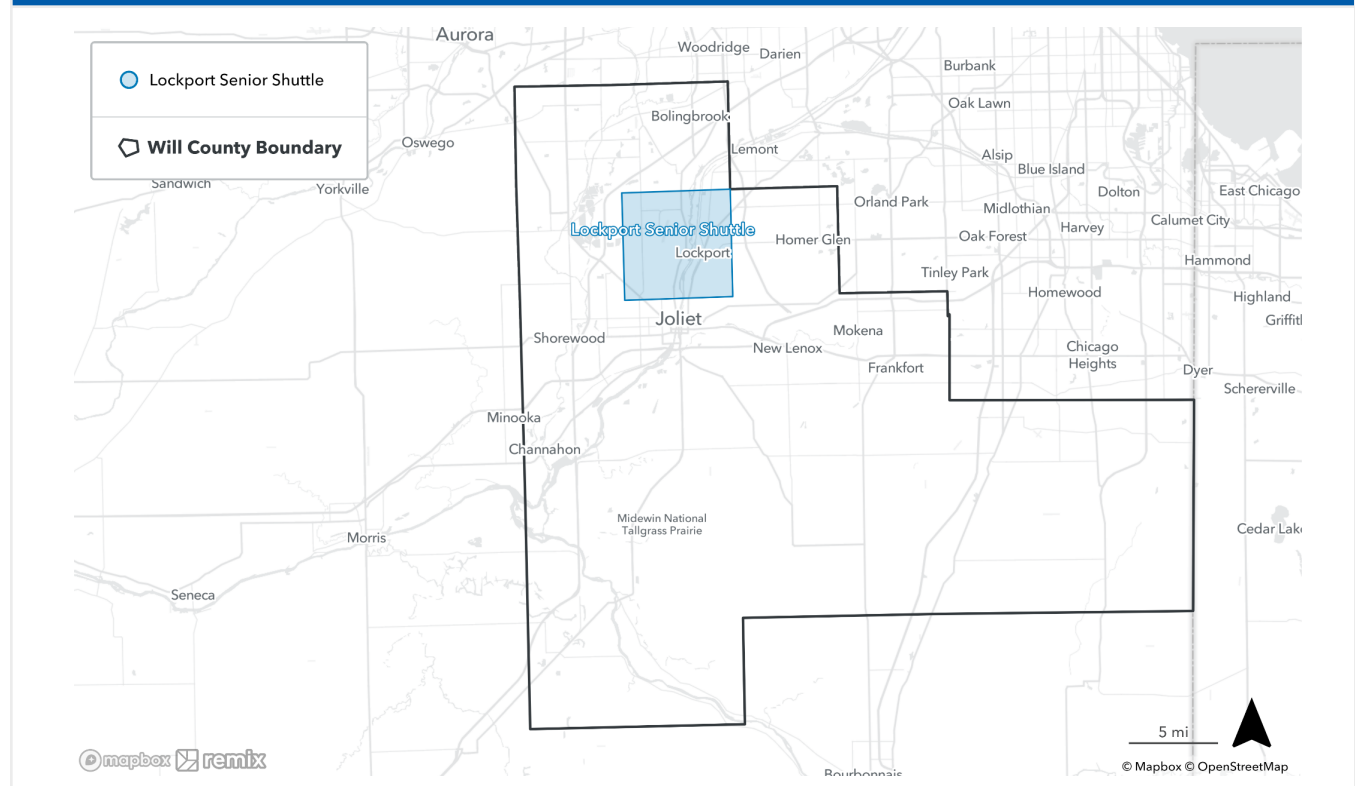 Aurora
Woodridge
Darien
Lockport Senior Shuttle
Burbank
Oak Lawn
Bolingbrook
Will County Boundary
Oswego
Lemont
Alsip
Blue Island
Sandwich
Yorkville
Dolton
East Chicago
Orland Park
Midlothian
Calumet City
Lockport Senior Shuttle
Harvey
Homer Glen
Oak Forest
Lockport
Hammond
Tinley Park
Homewood
Highland
Joliet
Griffith
Shorewood
Mokena
New Lenox
Chicago
Heights
Frankfort
Dyer
Schererville
Minooka
Channahon
Midewin National
Tallgrass Prairie
Cedar Lake
Morris
Seneca
5 mi
mapbox remix
© Mapbox © OpenStreetMap
Bourbonnais